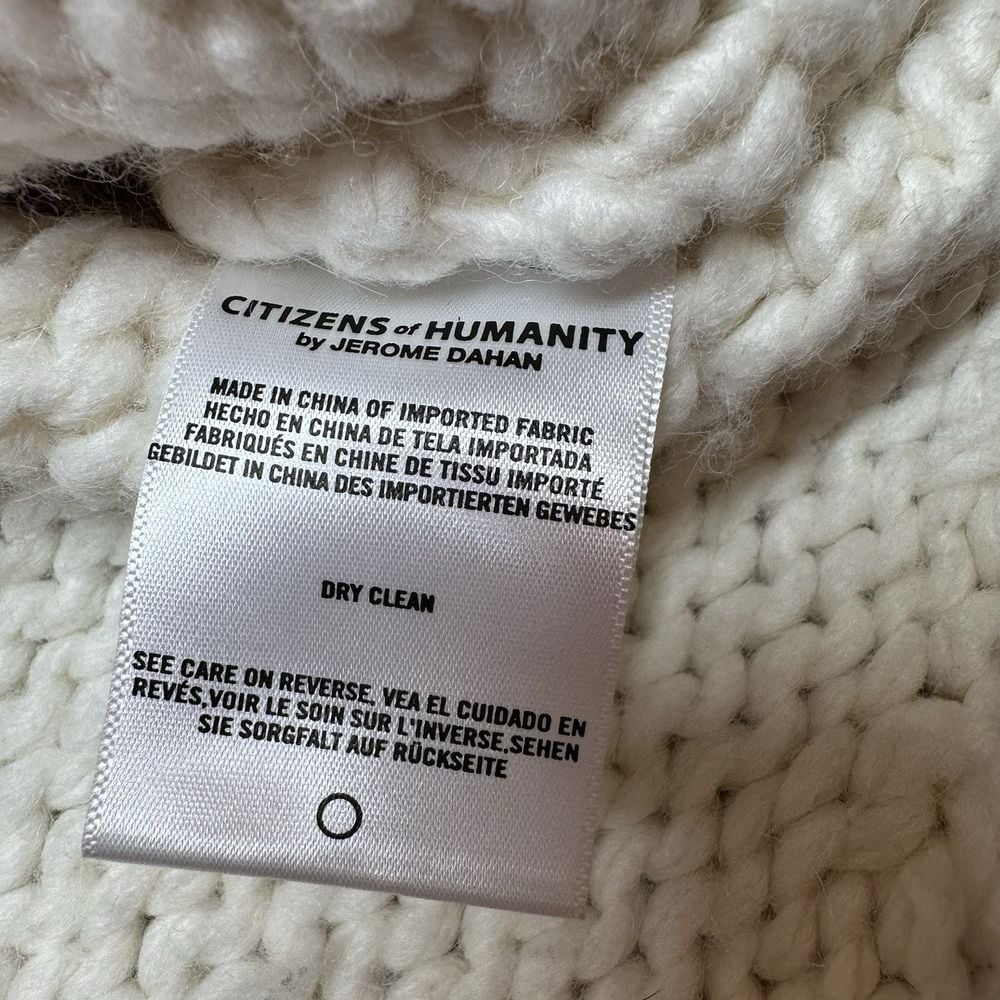 CITIZENS of HUMANITY
by JEROME DAHAN
MADE IN CHINA OF IMPORTED FABRIC
HECHO EN CHINA DE TELA IMPORTADA
FABRIQUÉS EN CHINE DE TISSU IMPORTÉ
GEBILDET IN CHINA DES IMPORTIERTEN GEWEBES
DRY CLEAN
SEE CARE ON REVERSE, VEA EL CUIDADO EN
REVÉS,VOIR LE SOIN SUR L'INVERSE,SEHEN
SIE SORGFALT AUF RÜCKSEITE